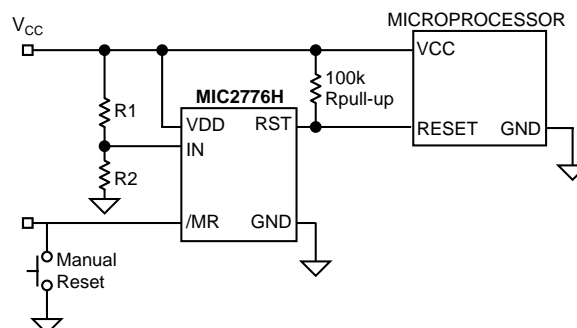 MICROPROCESSOR
VCC
VCC
100k
Rpull-up
MIC2776H
R1
VDD
RST
RESET
GND
IN
R2
/MR
GND
Manual
Reset